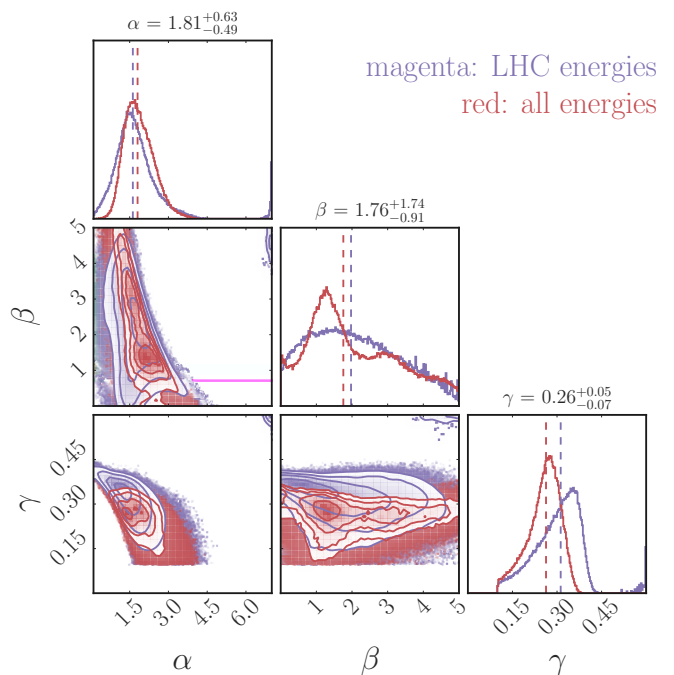 α = 1.81+0.63−0.49
magenta: LHC energies
red: all energies
β = 1.76+1.74−0.91
5
4
3
2
1
β
γ = 0.26+0.05−0.07
0.45
0.30
0.15
γ
1.5 3.0 4.5 6.0
1 2 3 4 5
0.15 0.30 0.45
α β γ